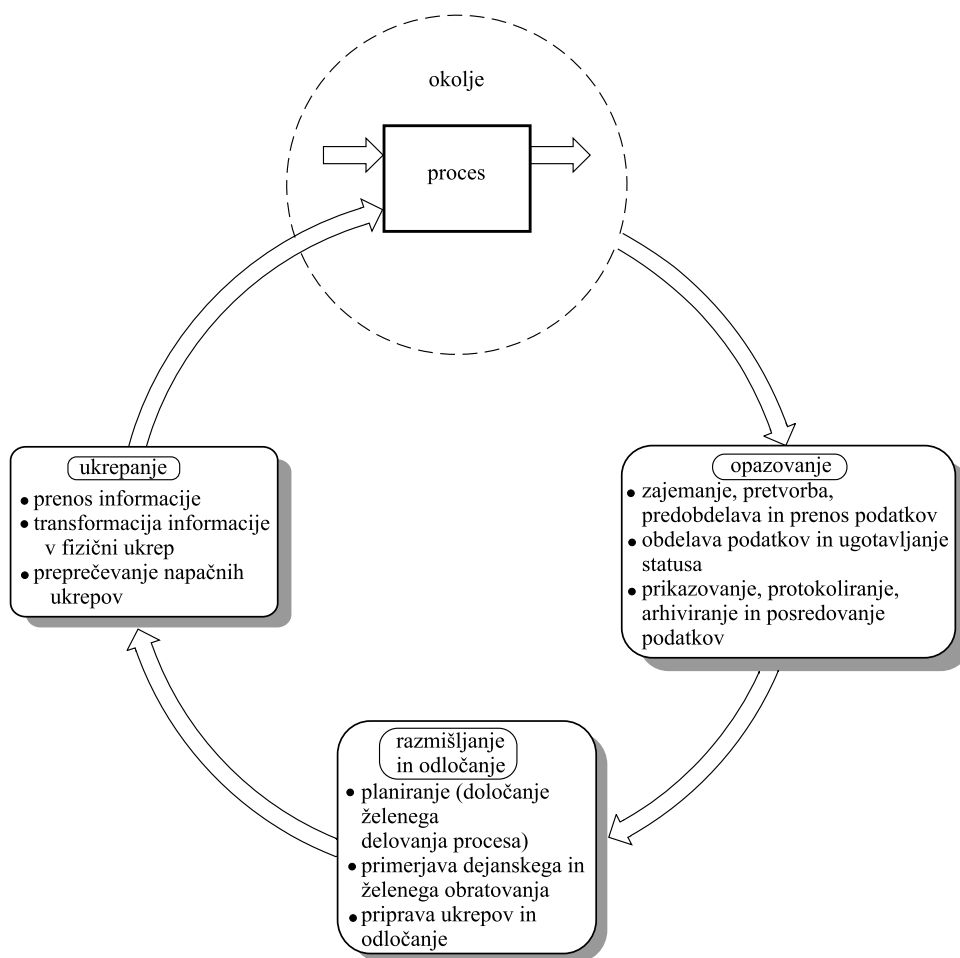 okolje
proces
ukrepanje
• prenos informacije
• transformacija informacije
v fizični ukrep
• preprečevanje napačnih
ukrepov
opazovanje
• zajemanje, pretvorba,
predobdelava in prenos podatkov
• obdelava podatkov in ugotavljanje
statusa
• prikazovanje, protokoliranje,
arhiviranje in posredovanje
podatkov
razmišljanje
in odločanje
• planiranje (določanje
želenega
delovanja procesa)
• primerjava dejanskega in
želenega obratovanja
• priprava ukrepov in
odločanje